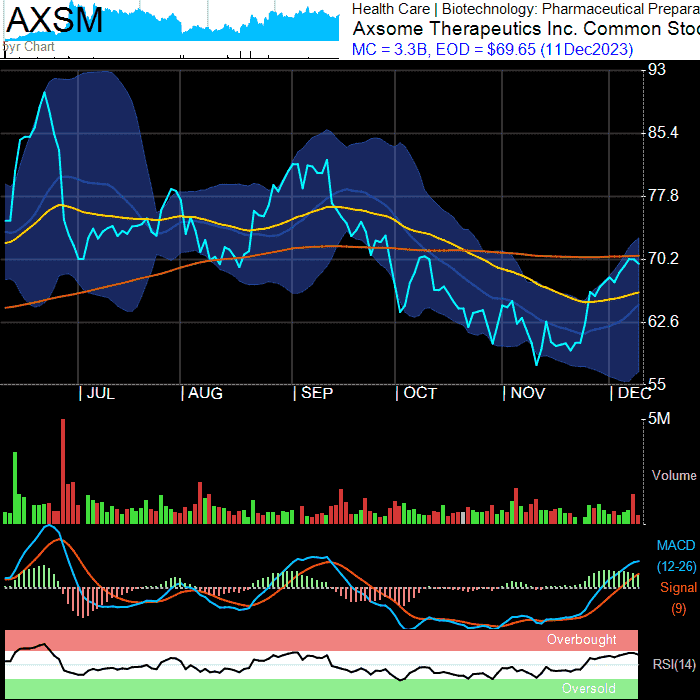 AXSM
5yr Chart
Health Care | Biotechnology: Pharmaceutical Prepara
Axsome Therapeutics Inc. Common Stoc
MC = 3.3B, EOD = $69.65 (11Dec2023)
93
85.4
77.8
70.2
62.6
55
JUL
AUG
SEP
OCT
NOV
DEC
5M
Volume
MACD
(12-26)
Signal
(9)
Overbought
RSI(14)
Oversold